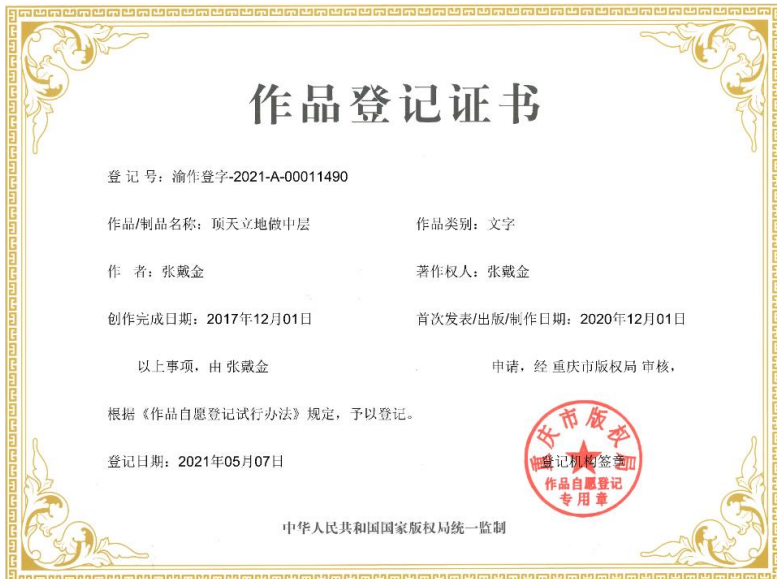 作品登记证书
登 记 号：渝作登字-2021-A-00011490
作品/制品名称：顶天立地做中层 作品类别：文字
作 者：张戴金 著作权人：张戴金
创作完成日期：2017年12月01日 首次发表/出版/制作日期：2020年12月01日
以上事项，由 张戴金 申请，经 重庆市版权局 审核，
根据《作品自愿登记试行办法》规定，予以登记。
登记日期：2021年05月07日 登记机构签章
重庆市版权局
作品自愿登记
专用章
中华人民共和国国家版权局统一监制